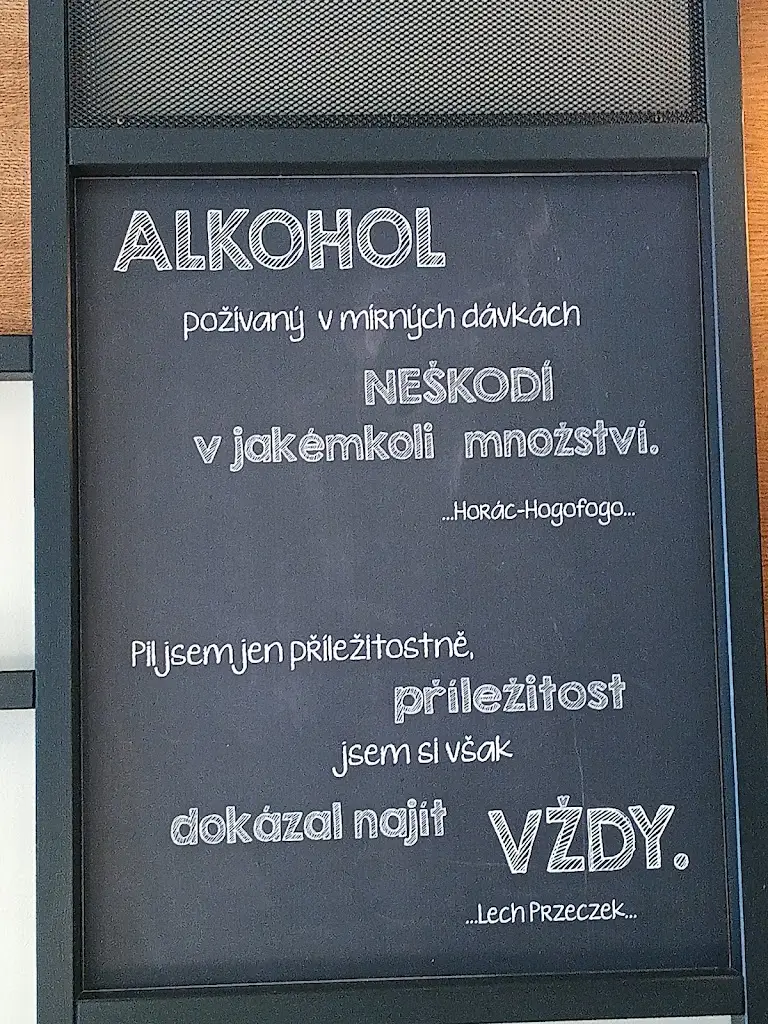 ALKOHOL
požívaný v mírných dávkách
NEŠKODÍ
v jakémkoli množství.
...Horác-Hogofogo...
Pil jsem jen příležitostně,
příležitost
jsem si však
dokázal najít VŽDY.
...Lech Przeczek...